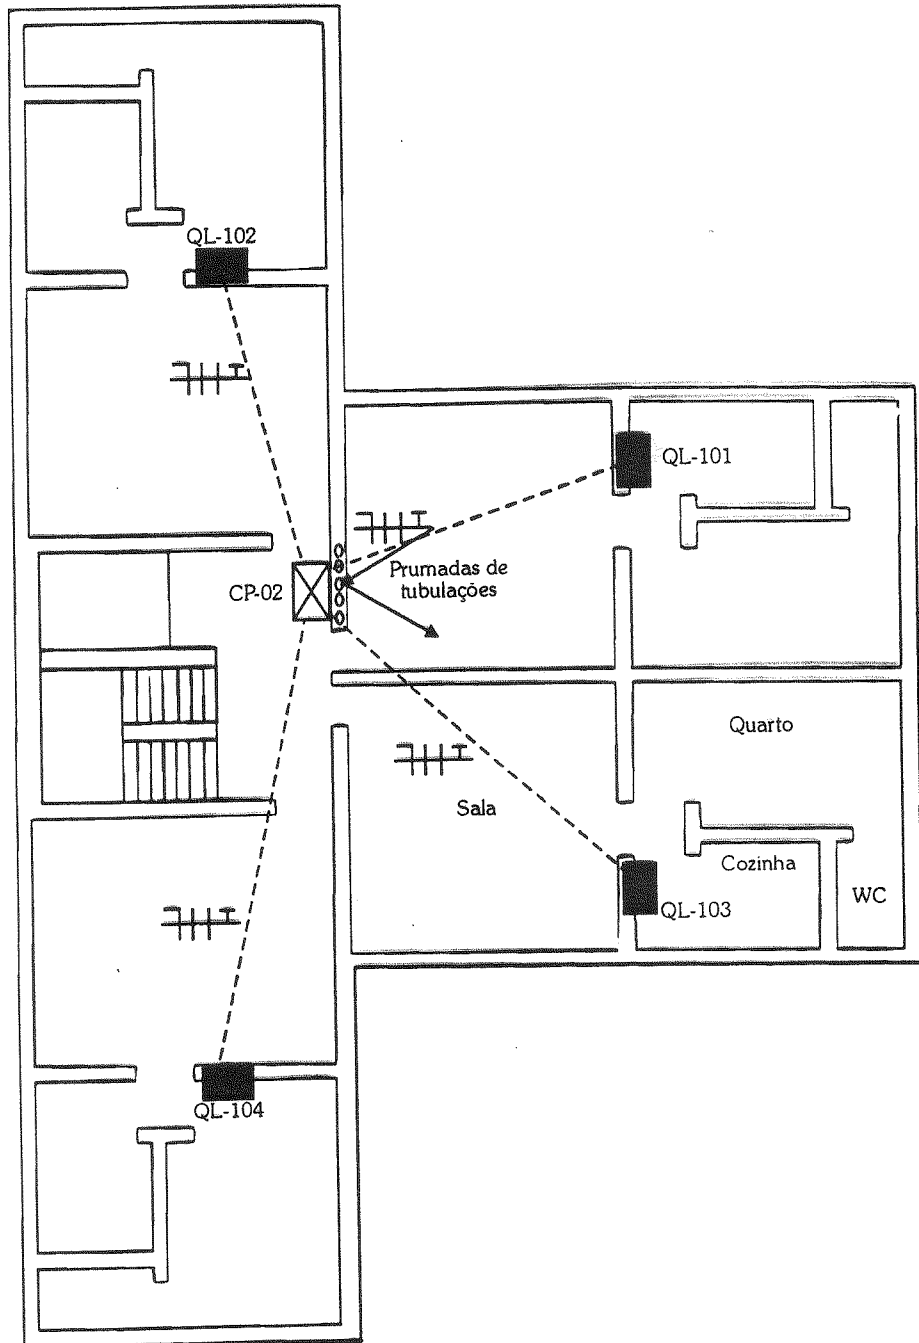 QL-102
QL-101
CP-02
Prumadas de
tubulações
Quarto
Sala
Cozinha
WC
QL-103
QL-104